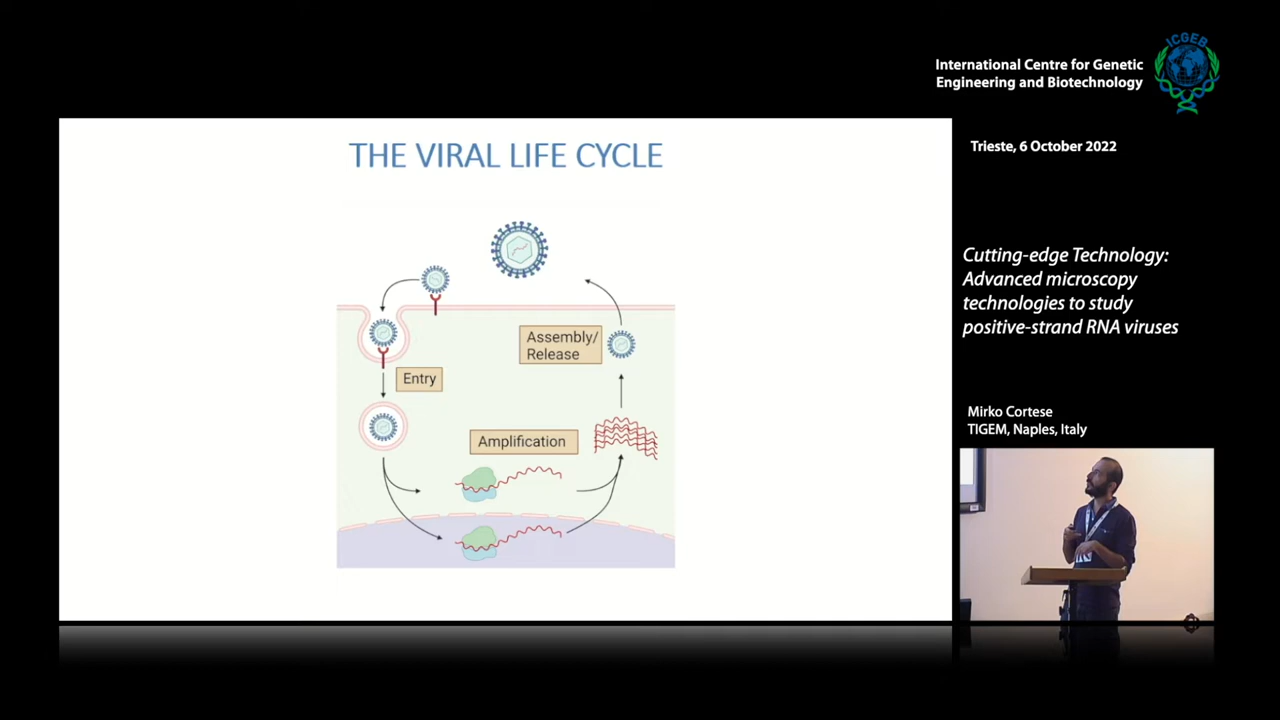 International Centre for Genetic
Engineering and Biotechnology
ICGEB
Trieste, 6 October 2022
THE VIRAL LIFE CYCLE
Entry
Amplification
Assembly/
Release
Cutting-edge Technology:
Advanced microscopy
technologies to study
positive-strand RNA viruses
Mirko Cortese
TIGEM, Naples, Italy